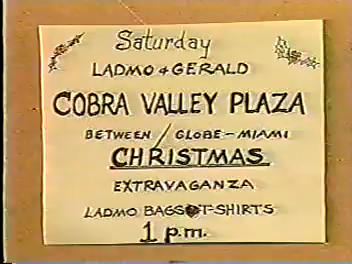 Saturday
LADMO & GERALD
COBRA VALLEY PLAZA
BETWEEN / GLOBE - MIAMI
CHRISTMAS
EXTRAVAGANZA
LADMO BAGS & T-SHIRTS
1 p.m.